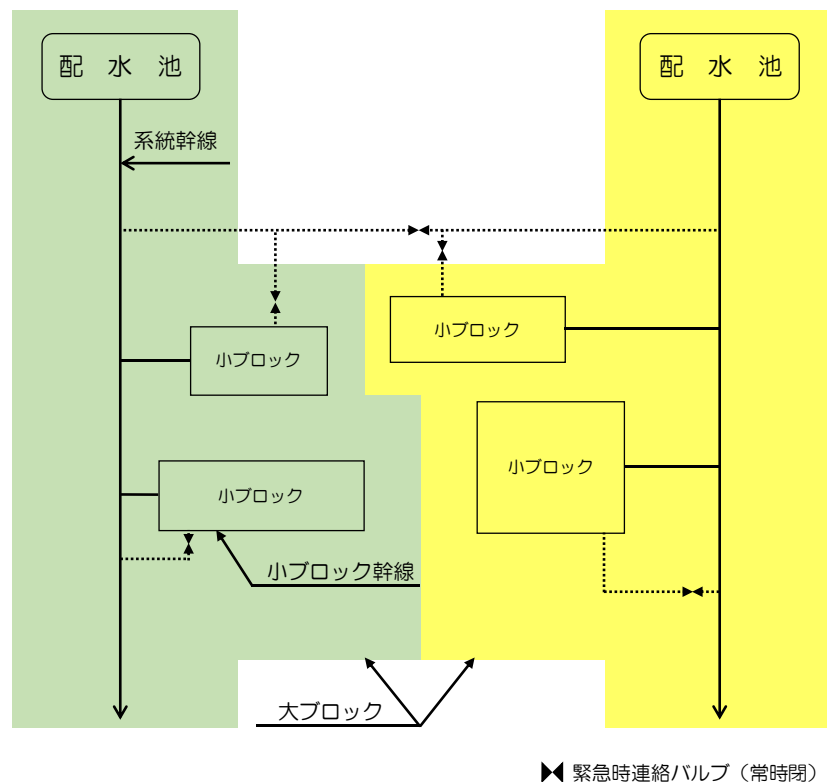 配 水 池
配 水 池
系統幹線
小ブロック
小ブロック
小ブロック
小ブロック
小ブロック幹線
大ブロック
緊急時連絡バルブ（常時閉）